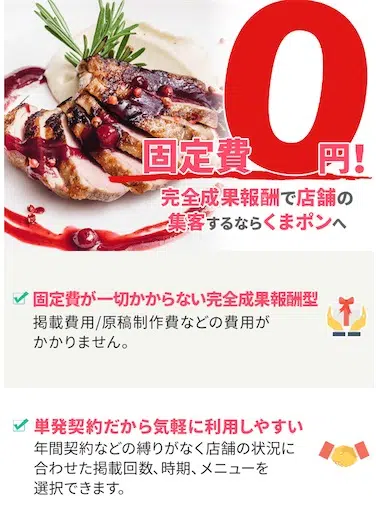 固定費0円!
完全成果報酬で店舗の
集客するならくまポンへ
固定費が一切かからない完全成果報酬型
掲載費用/原稿制作費などの費用が
かかりません。
単発契約だから気軽に利用しやすい
年間契約などの縛りがなく店舗の状況に
合わせた掲載回数、時期、メニューを
選択できます。